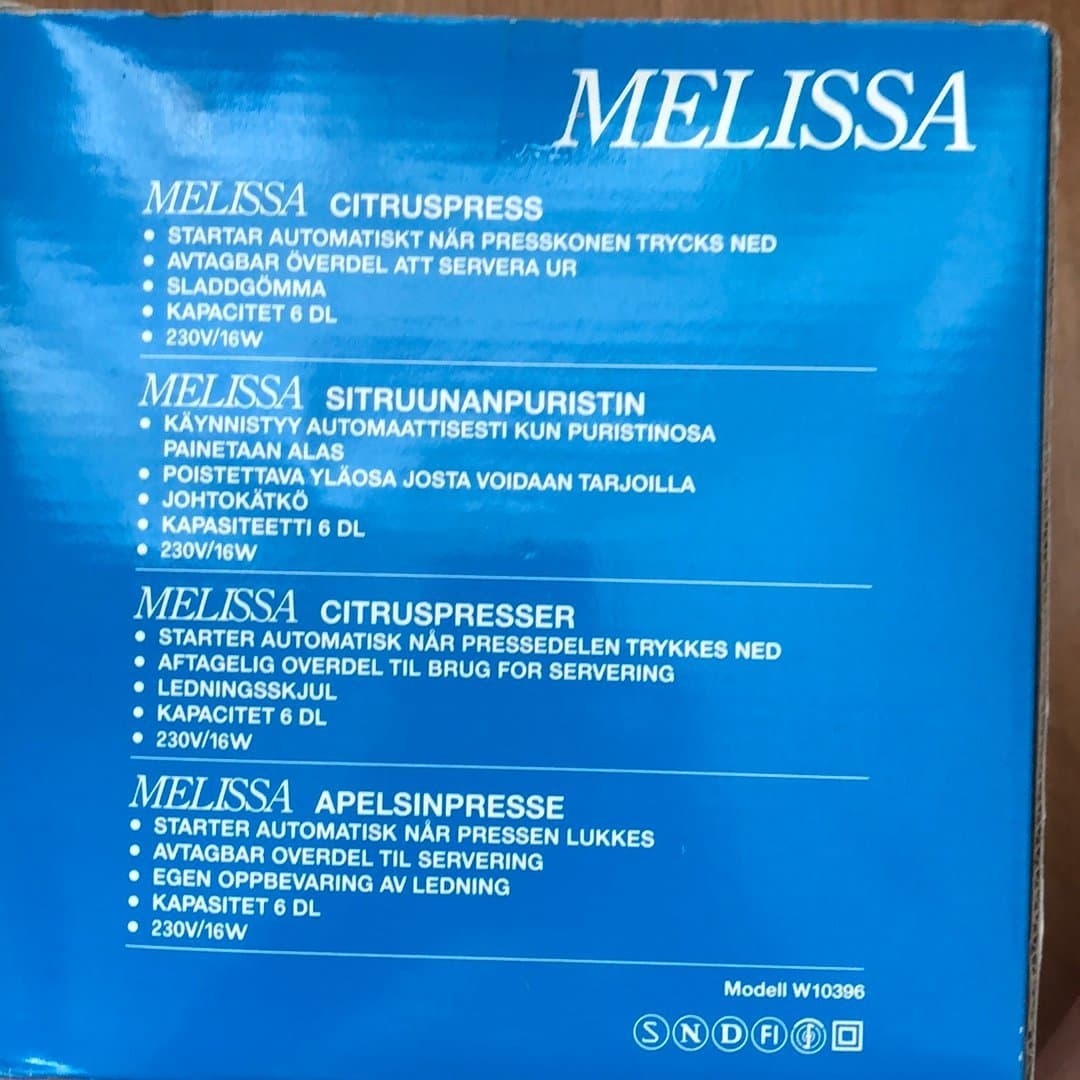 MELISSA
MELISSA CITRUSPRESS
• STARTAR AUTOMATISKT NÄR PRESSKONEN TRYCKS NED
• AVTAGBAR ÖVERDEL ATT SERVERA UR
• SLADDGÖMMA
• KAPACITET 6 DL
• 230V/16W
MELISSA SITRUUNANPURISTIN
• KÄYNNISTYY AUTOMAATTISESTI KUN PURISTINOSA
PAINETAAN ALAS
• POISTETTAVA YLÄOSA JOSTA VOIDAAN TARJOILLA
• JOHTOKÄTKÖ
• KAPASITEETTI 6 DL
• 230V/16W
MELISSA CITRUSPRESSER
• STARTER AUTOMATISK NÅR PRESSEDELEN TRYKKES NED
• AFTAGELIG OVERDEL TIL BRUG FOR SERVERING
• LEDNINGSSKJUL
• KAPACITET 6 DL
• 230V/16W
MELISSA APELSINPRESSE
• STARTER AUTOMATISK NÅR PRESSEN LUKKES
• AVTAGBAR OVERDEL TIL SERVERING
• EGEN OPPBEVARING AV LEDNING
• KAPASITET 6 DL
• 230V/16W
Modell W10396
S N D FI